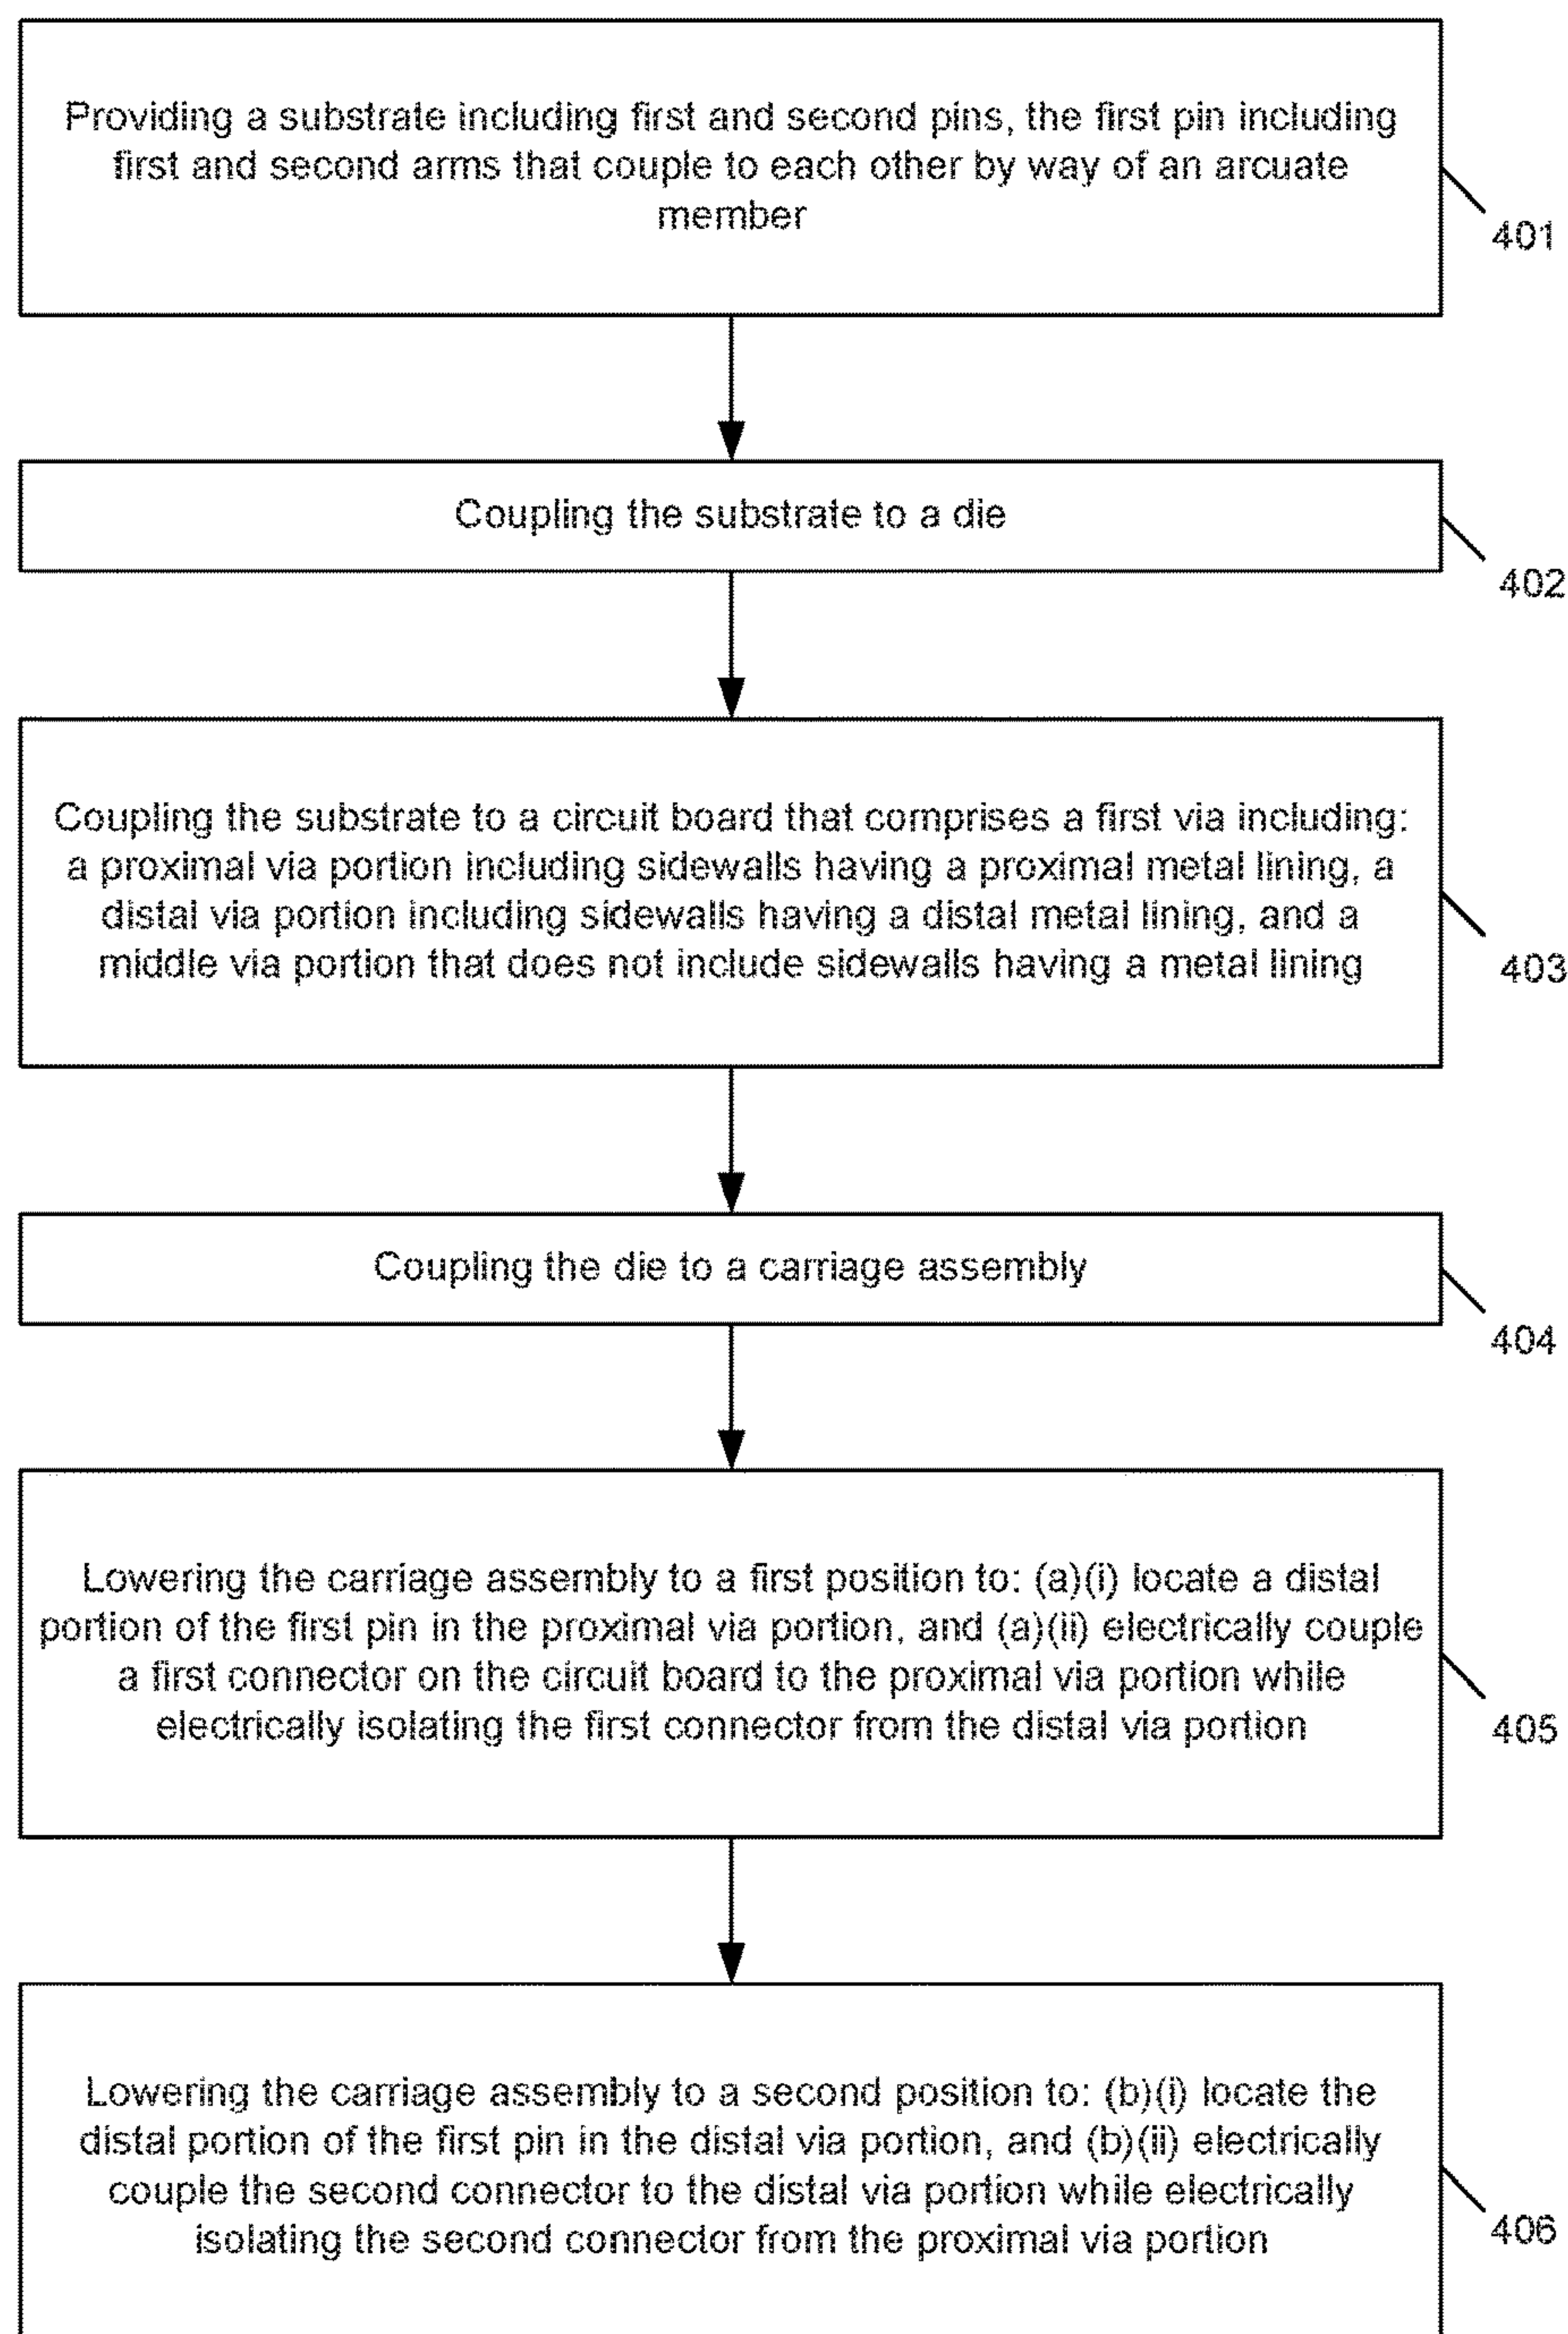 Providing a substrate including first and second pins, the first pin including
first and second arms that couple to each other by way of an arcuate
member
401
Coupling the substrate to a die
402
Coupling the substrate to a circuit board that comprises a first via including:
a proximal via portion including sidewalls having a proximal metal lining, a
distal via portion including sidewalls having a distal metal lining, and a
middle via portion that does not include sidewalls having a metal lining
403
Coupling the die to a carriage assembly
404
Lowering the carriage assembly to a first position to: (a)(i) locate a distal
portion of the first pin in the proximal via portion, and (a)(ii) electrically couple
a first connector on the circuit board to the proximal via portion while
electrically isolating the first connector from the distal via portion
405
Lowering the carriage assembly to a second position to: (b)(i) locate the
distal portion of the first pin in the distal via portion, and (b)(ii) electrically
couple the second connector to the distal via portion while electrically
isolating the second connector from the proximal via portion
406